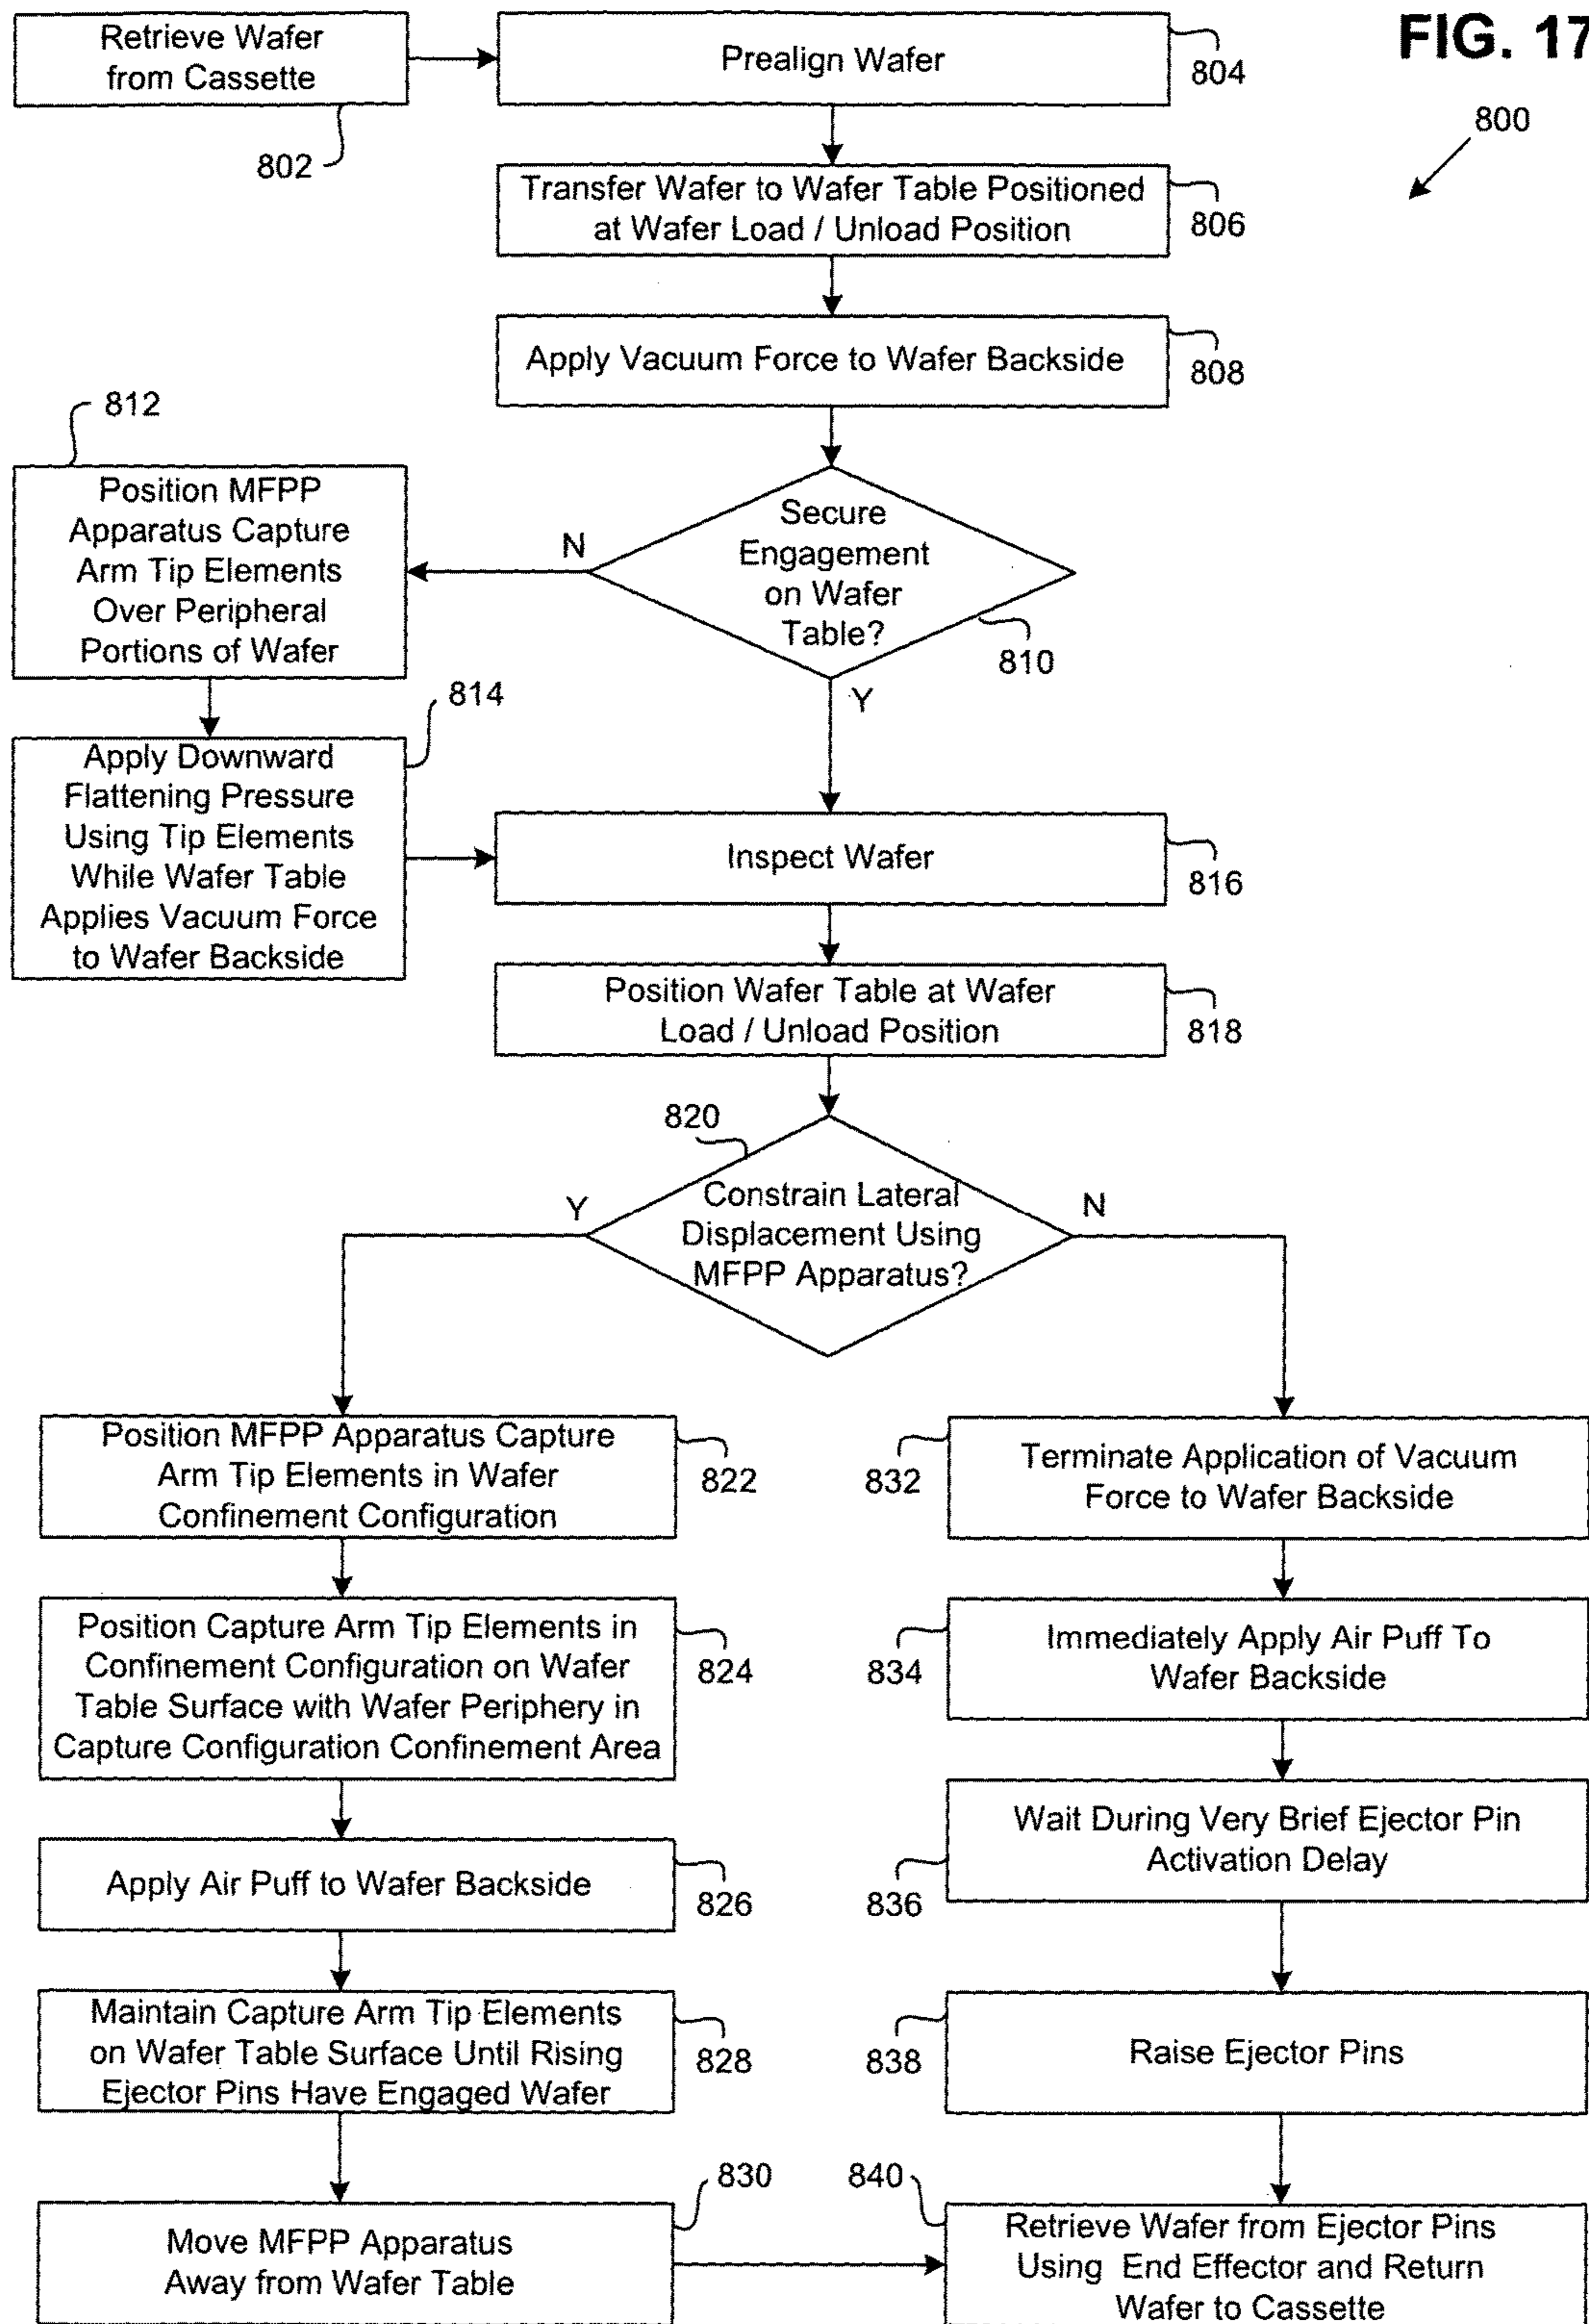 FIG. 17
800
Retrieve Wafer
from Cassette
802
Prealign Wafer
804
Transfer Wafer to Wafer Table Positioned
at Wafer Load / Unload Position
806
Apply Vacuum Force to Wafer Backside
808
Secure
Engagement
on Wafer
Table?
810
N
Y
812
Position MFPP
Apparatus Capture
Arm Tip Elements
Over Peripheral
Portions of Wafer
814
Apply Downward
Flattening Pressure
Using Tip Elements
While Wafer Table
Applies Vacuum Force
to Wafer Backside
Inspect Wafer
816
Position Wafer Table at Wafer
Load / Unload Position
818
820
Constrain Lateral
Displacement Using
MFPP Apparatus?
Y
N
Position MFPP Apparatus Capture
Arm Tip Elements in Wafer
Confinement Configuration
822
Position Capture Arm Tip Elements in
Confinement Configuration on Wafer
Table Surface with Wafer Periphery in
Capture Configuration Confinement Area
824
Apply Air Puff to Wafer Backside
826
Maintain Capture Arm Tip Elements
on Wafer Table Surface Until Rising
Ejector Pins Have Engaged Wafer
828
Move MFPP Apparatus
Away from Wafer Table
830
832
Terminate Application of Vacuum
Force to Wafer Backside
834
Immediately Apply Air Puff To
Wafer Backside
836
Wait During Very Brief Ejector Pin
Activation Delay
838
Raise Ejector Pins
840
Retrieve Wafer from Ejector Pins
Using End Effector and Return
Wafer to Cassette